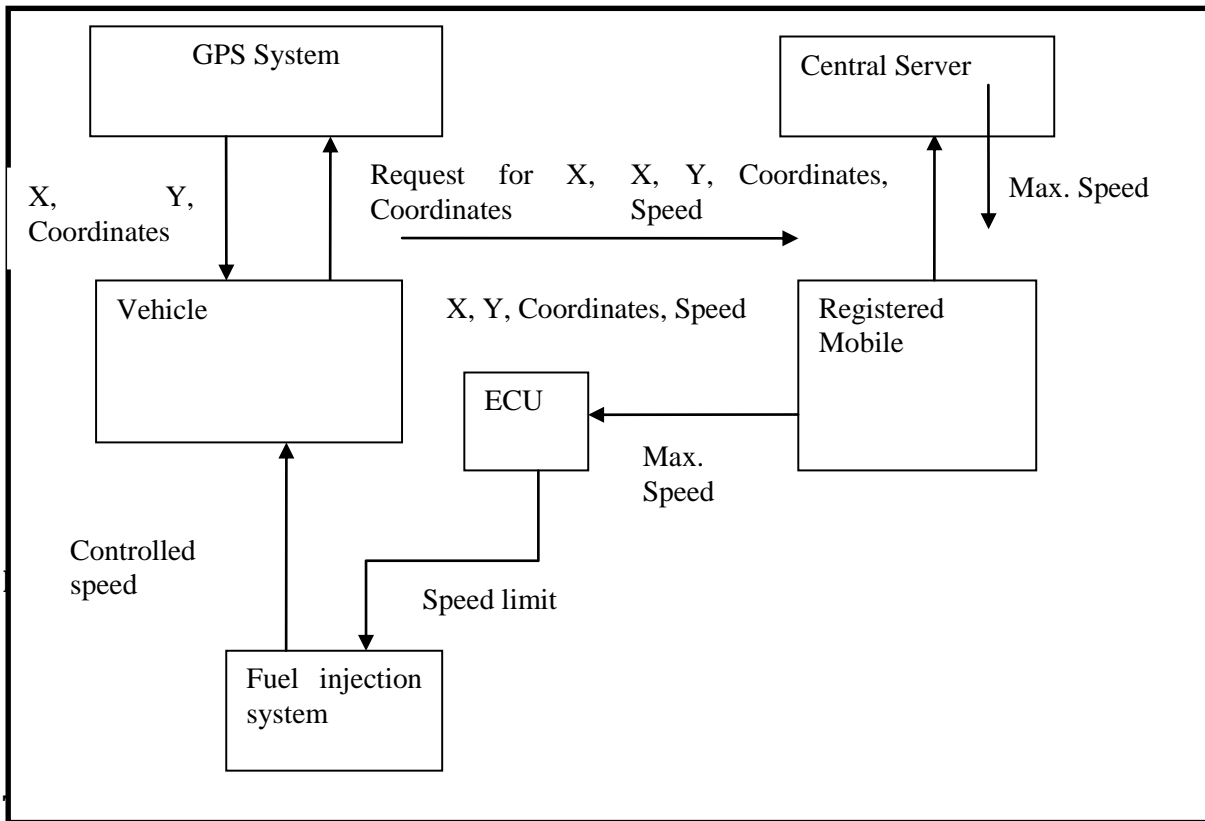 GPS System
Central Server
X, Y,
Coordinates
Request for X,
Coordinates
X, Y, Coordinates,
Speed
Max. Speed
Vehicle
X, Y, Coordinates, Speed
Registered
Mobile
ECU
Max.
Speed
Controlled
speed
Speed limit
Fuel injection
system